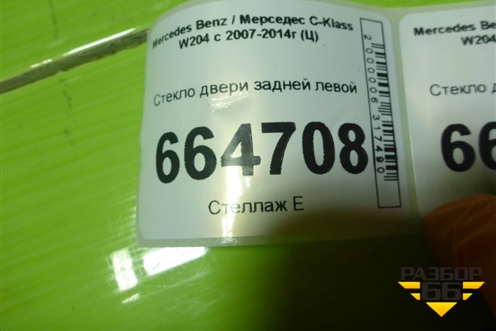 Mercedes Benz / Мерседес C-Klass
W204 с 2007-2014г (Ц)
Стекло двери задней левой
664708
Стеллаж Е
2000006317490
Mercedes Benz
W204
Стекло д
66
РАЗБОР
66